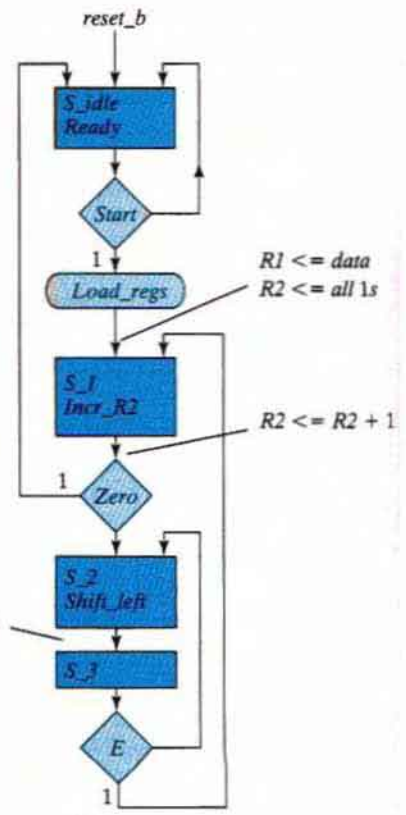 reset_b
S_idle
Ready
Start
1
Load_regs
R1 <= data
R2 <= all 1s
S_1
Incr_R2
R2 <= R2 + 1
1
Zero
S_2
Shift_left
S_3
E
1